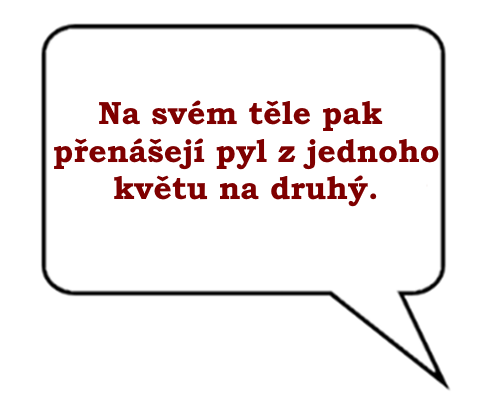 Na svém těle pak
přenášejí pyl z jednoho
květu na druhý.